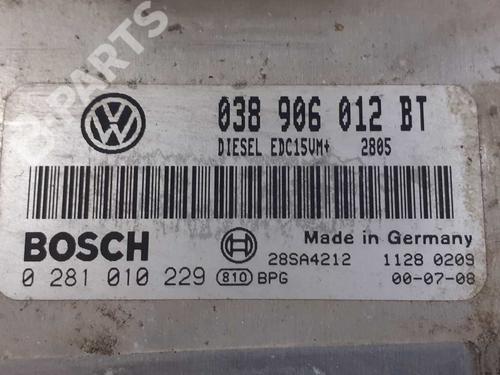 B-PARTS
038 906 012 BT
DIESEL EDC15VM+ 2805
BOSCH
Made in Germany
28SA4212 1128 0209
0 281 010 229 810 BPG 00-07-08